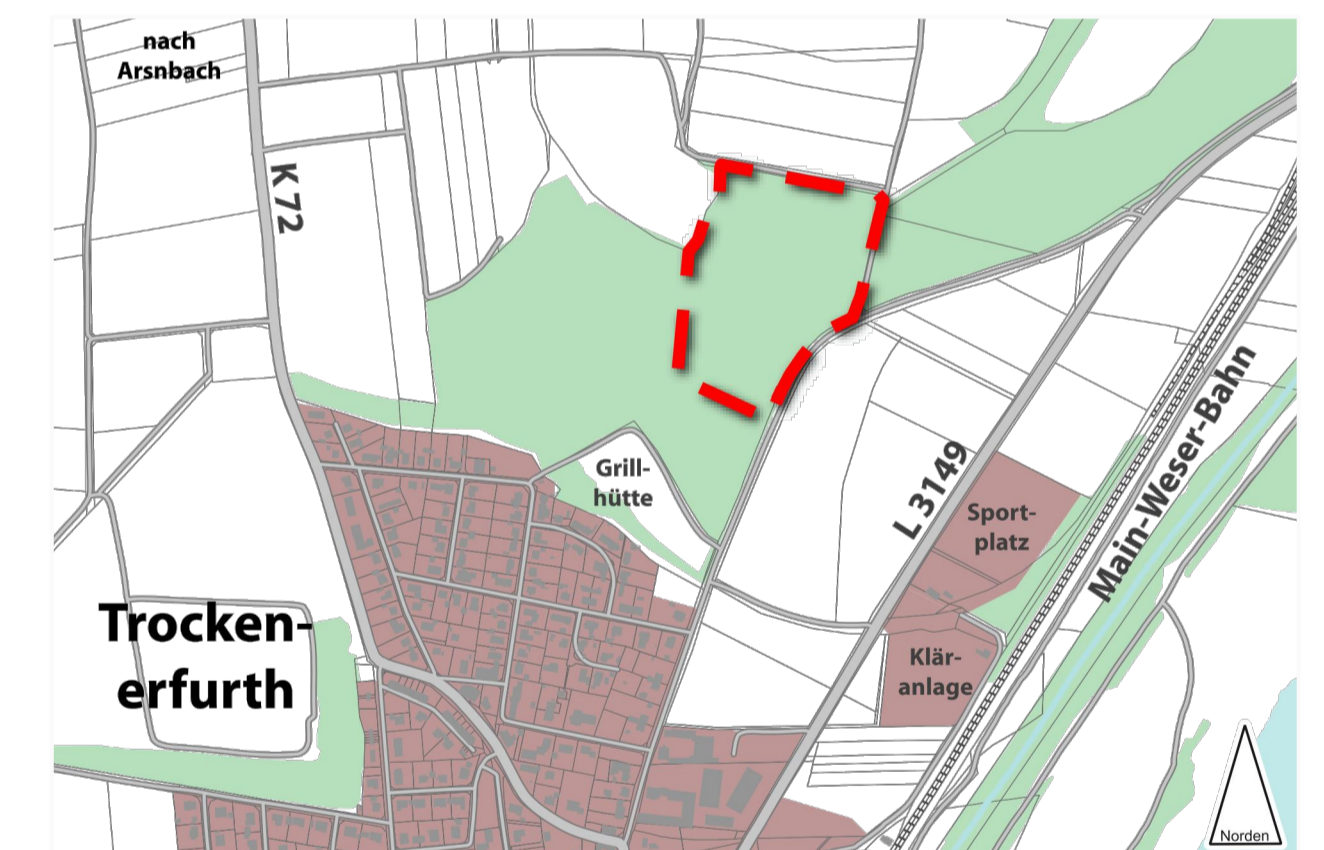 nach
Arsnbach
K 72
Grill-
hütte
L 3149
Sport-
platz
Main-Weser-Bahn
Trocken-
erfurth
Klär-
anlage
Norden